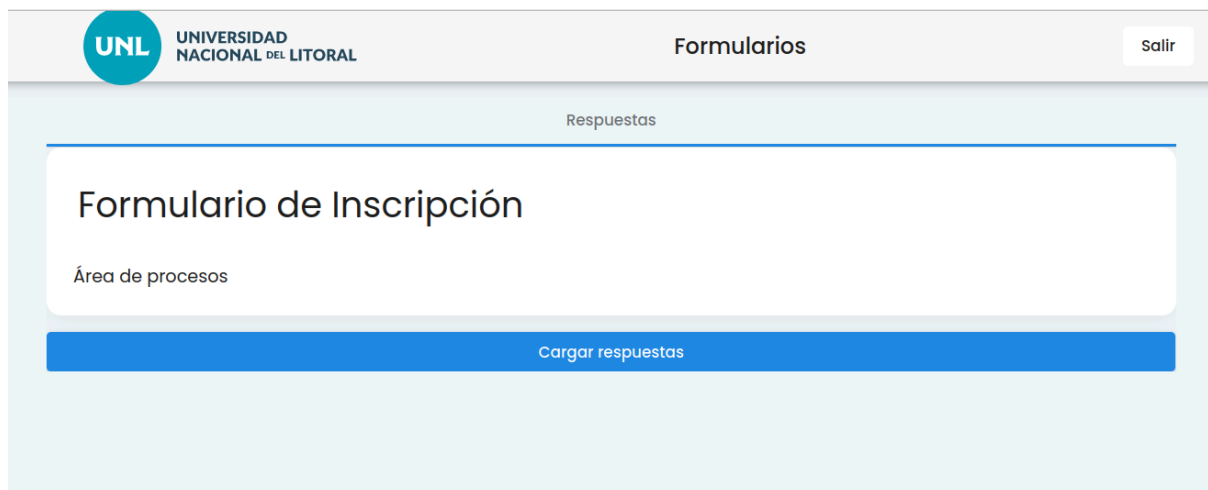 UNL
UNIVERSIDAD
NACIONAL DEL LITORAL
Formularios
Salir
Respuestas
Formulario de Inscripción
Área de procesos
Cargar respuestas